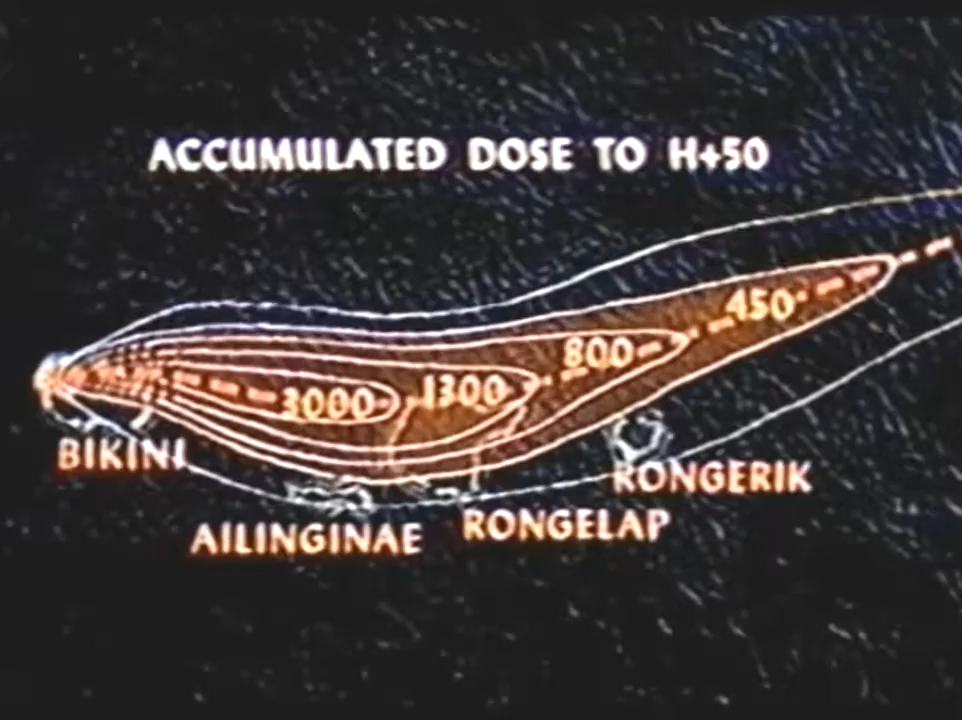 ACCUMULATED DOSE TO H+50
450
800
3000
1300
BIKINI
RONGERIK
AILINGINAE
RONGELAP